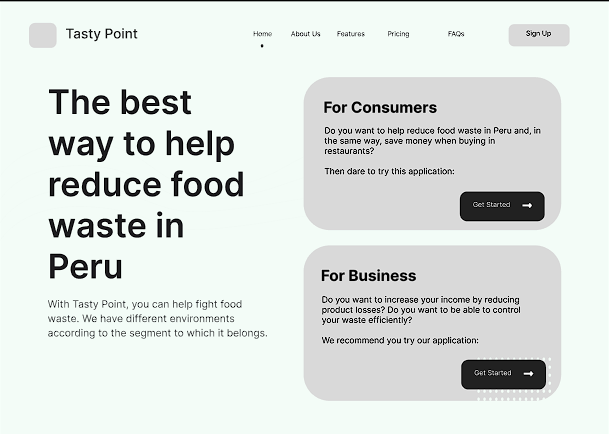 Tasty Point
Home
About Us
Features
Pricing
FAQs
Sign Up
The best
way to help
reduce food
waste in
Peru
With Tasty Point, you can help fight food
waste. We have different environments
according to the segment to which it belongs.
For Consumers
Do you want to help reduce food waste in Peru and, in
the same way, save money when buying in
restaurants?
Then dare to try this application:
Get Started
For Business
Do you want to increase your income by reducing
product losses? Do you want to be able to control
your waste efficiently?
We recommend you try our application:
Get Started